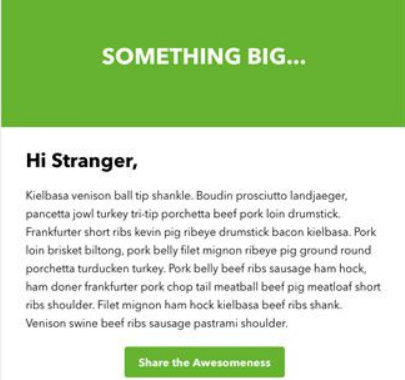 SOMETHING BIG...
Hi Stranger,
Kielbasa venison ball tip shankle. Boudin prosciutto landjaeger,
pancetta jowl turkey tri-tip porchetta beef pork loin drumstick.
Frankfurter short ribs kevin pig ribeye drumstick bacon kielbasa. Pork
loin brisket biltong, pork belly filet mignon ribeye pig ground round
porchetta turducken turkey. Pork belly beef ribs sausage ham hock,
ham doner frankfurter pork chop tail meatball beef pig meatloaf short
ribs shoulder. Filet mignon ham hock kielbasa beef ribs shank.
Venison swine beef ribs sausage pastrami shoulder.
Share the Awesomeness